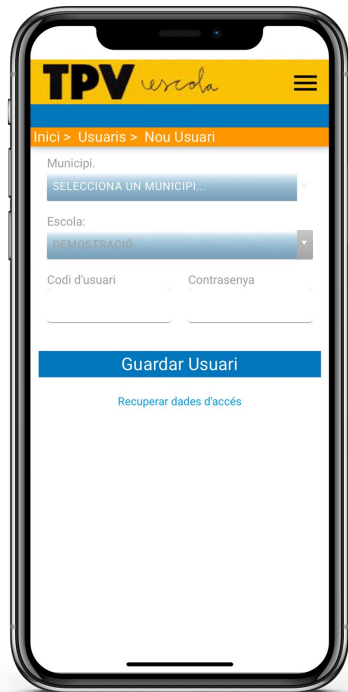 TPV escola
Inici > Usuaris > Nou Usuari
Municipi.
SELECCIONA UN MUNICIPI...
Escola:
DEMOSTRACIÓ
Codi d'usuari Contrasenya
Guardar Usuari
Recuperar dades d'accés